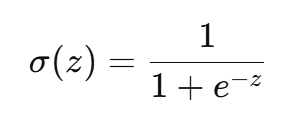 σ(z) = 1 / (1 + e^{-z})